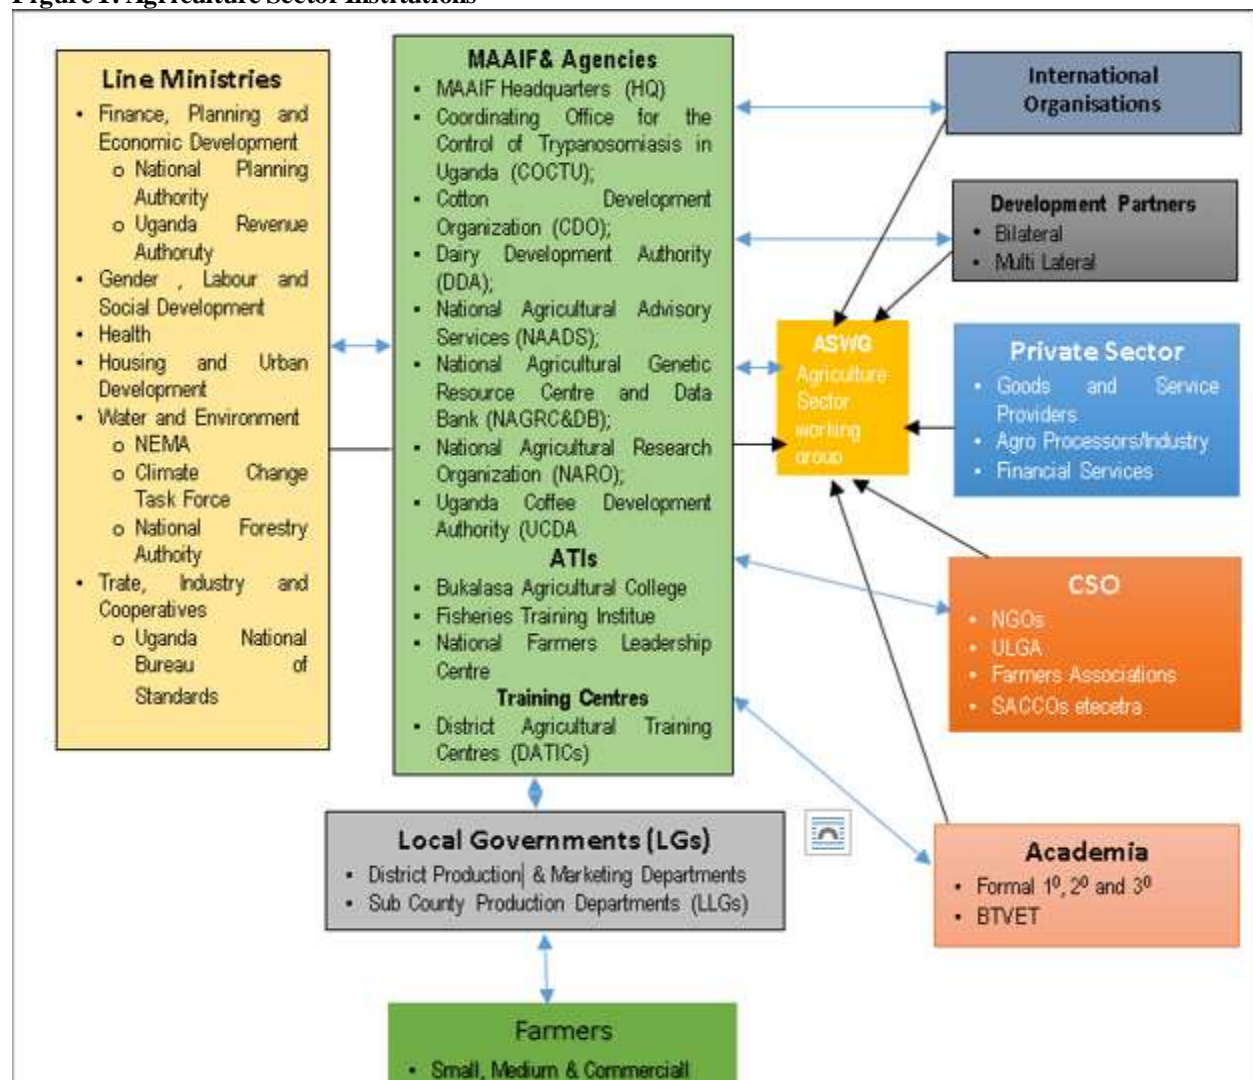 Figure 1: Agriculture Sector Institutions
Line Ministries
• Finance, Planning and
Economic Development
o National Planning
Authority
o Uganda Revenue
Authoruty
• Gender , Labour and
Social Development
• Health
• Housing and Urban
Development
• Water and Environment
o NEMA
o Climate Change
Task Force
o National Forestry
Authoity
• Trate, Industry and
Cooperatives
o Uganda National
Bureau of
Standards
MAAIF& Agencies
• MAAIF Headquarters (HQ)
• Coordinating Office for the
Control of Trypanosomiasis in
Uganda (COCTU);
• Cotton Development
Organization (CDO);
• Dairy Development Authority
(DDA);
• National Agricultural Advisory
Services (NAADS);
• National Agricultural Genetic
Resource Centre and Data
Bank (NAGRC&DB);
• National Agricultural Research
Organization (NARO);
• Uganda Coffee Development
Authority (UCDA
ATIs
• Bukalasa Agricultural College
• Fisheries Training Institue
• National Farmers Leadership
Centre
Training Centres
• District Agricultural Training
Centres (DATICs)
International
Organisations
Development Partners
• Bilateral
• Multi Lateral
ASWG
Agriculture
Sector
working
group
Private Sector
• Goods and Service
Providers
• Agro Processors/Industry
• Financial Services
CSO
• NGOs
• ULGA
• Farmers Associations
• SACCOs etecetra
Academia
• Formal 1⁰, 2⁰ and 3⁰
• BTVET
Local Governments (LGs)
• District Production & Marketing Departments
• Sub County Production Departments (LLGs)
Farmers
• Small, Medium & Commerciall